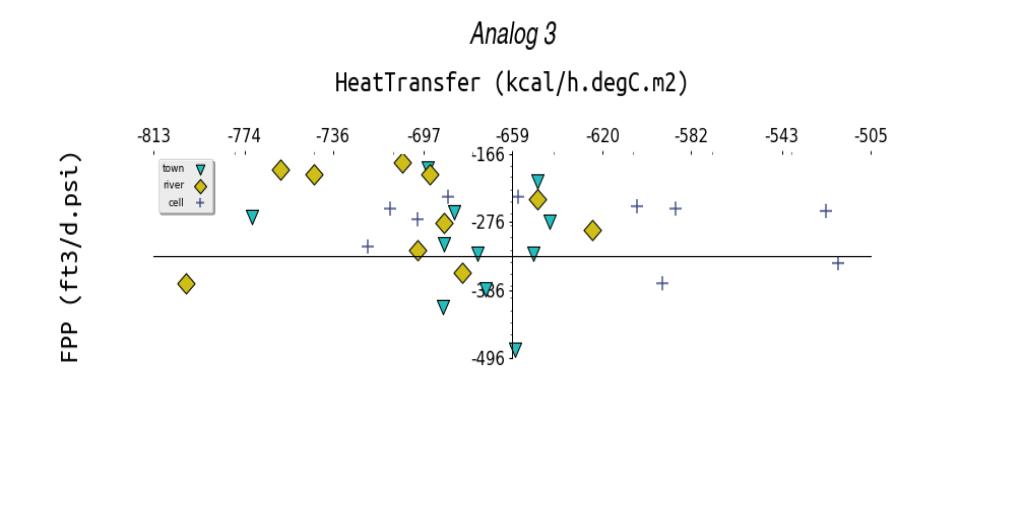 Analog 3
HeatTransfer (kcal/h.degC.m2)
-813 -774 -736 -697 -659 -620 -582 -543 -505
FPP (ft3/d.psi)
-166
-276
-386
-496
town
river
cell